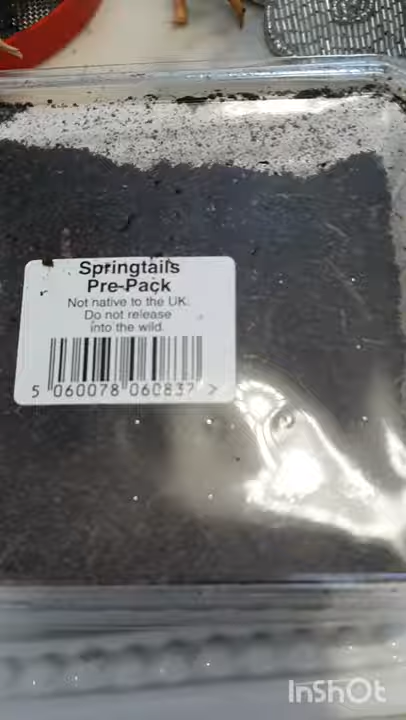 Springtails
Pre-Pack
Not native to the UK.
Do not release
into the wild.
5 060078 060837 >
InShOt